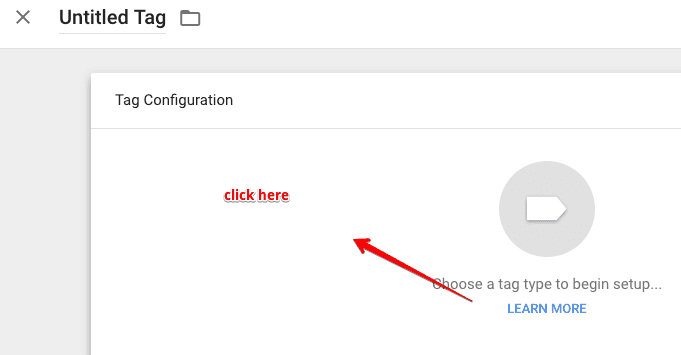 Untitled Tag
Tag Configuration
click here
Choose a tag type to begin setup...
LEARN MORE